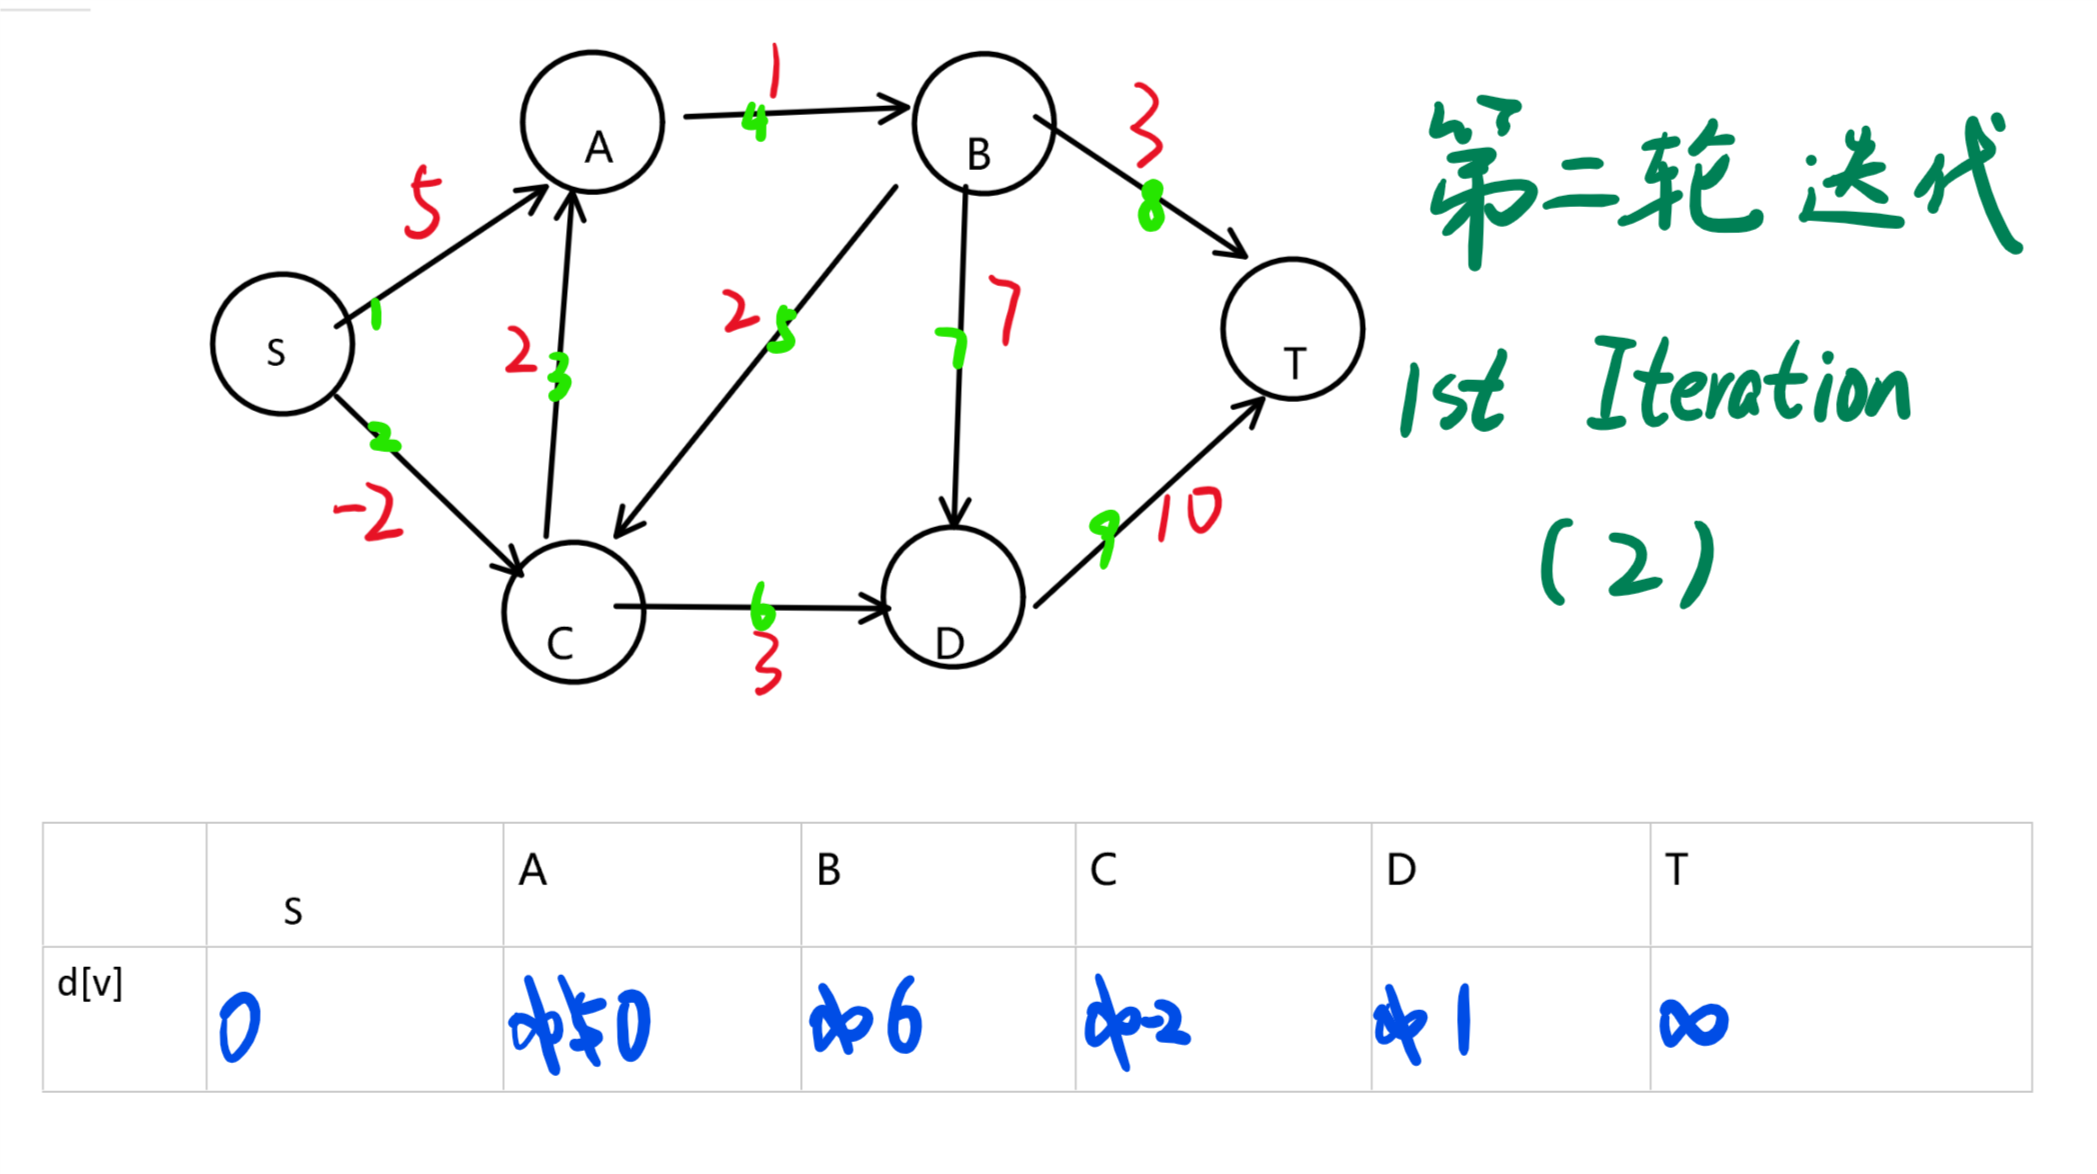 1
4
A
B
3
8
第二轮迭代
5
1
S
2
3
2
5
7
7
T
1st Iteration
2
-2
9
10
(2)
C
6
3
D
S A B C D T
d[v] 0 ∞ 5 0 ∞ 6 ∞ -2 ∞ 1 ∞